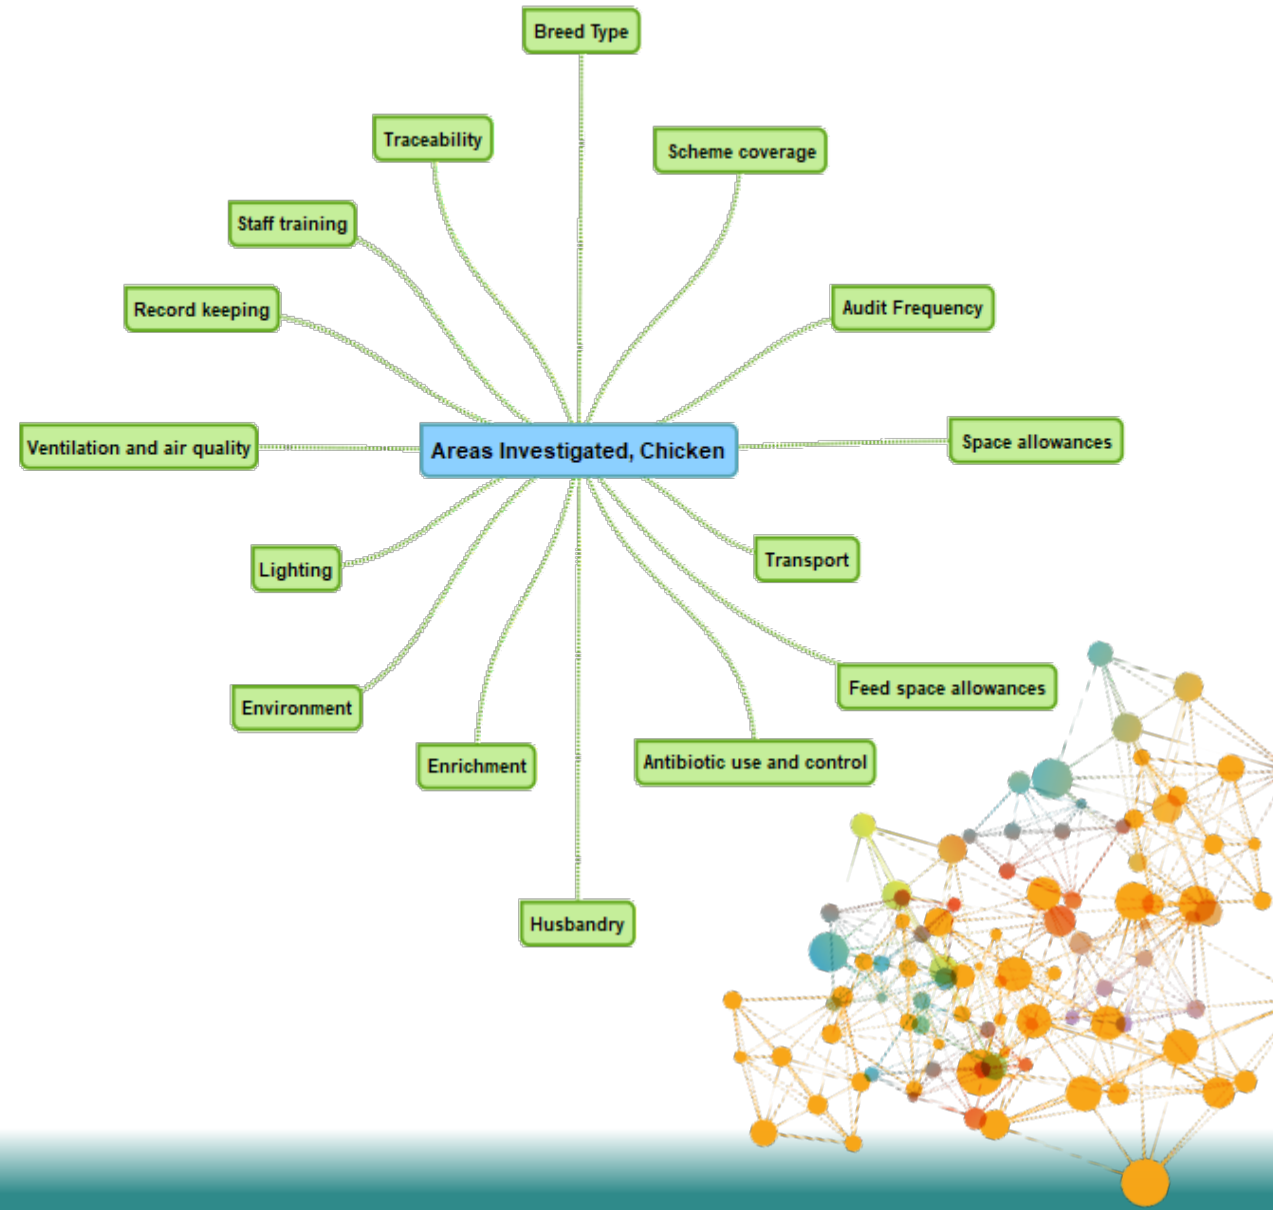 Breed Type
Traceability
Scheme coverage
Staff training
Record keeping
Audit Frequency
Ventilation and air quality
Areas Investigated, Chicken
Space allowances
Lighting
Transport
Environment
Feed space allowances
Enrichment
Antibiotic use and control
Husbandry